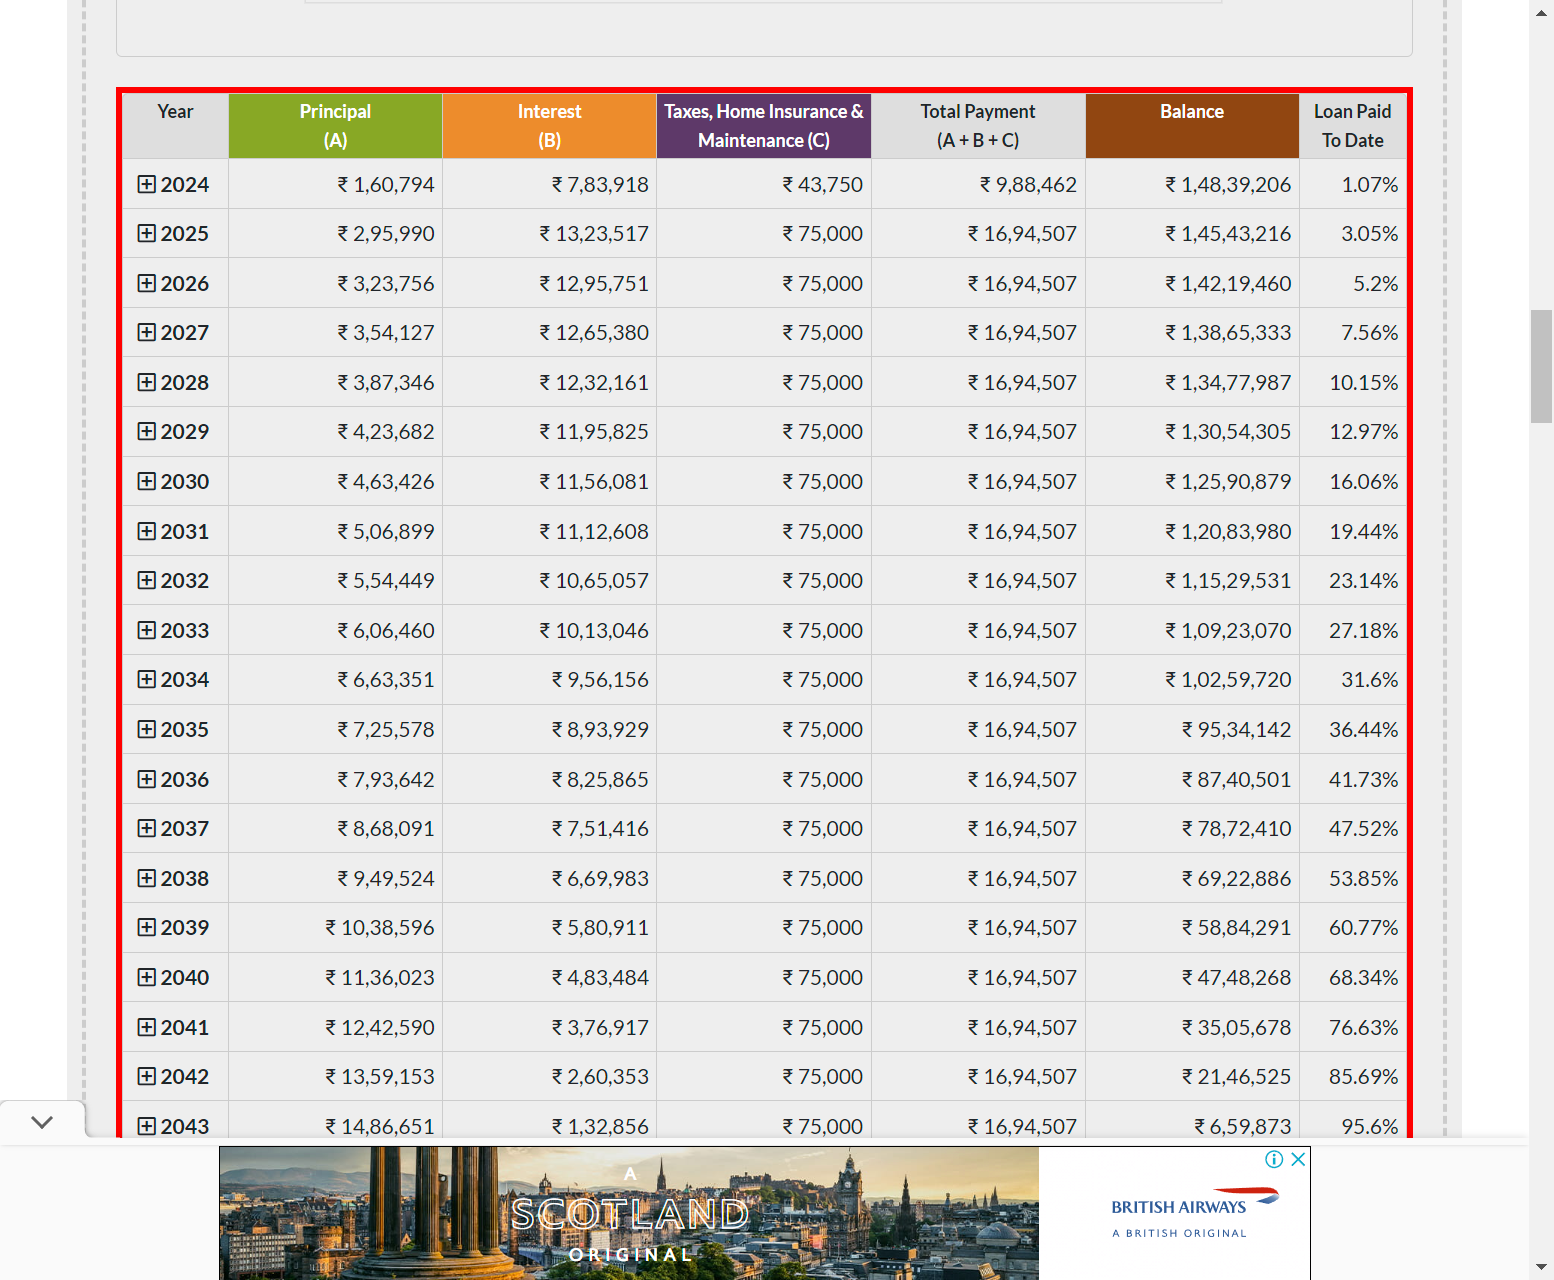 Year Principal (A) Interest (B) Taxes, Home Insurance & Maintenance (C) Total Payment (A + B + C) Balance Loan Paid To Date
2024 ₹ 1,60,794 ₹ 7,83,918 ₹ 43,750 ₹ 9,88,462 ₹ 1,48,39,206 1.07%
2025 ₹ 2,95,990 ₹ 13,23,517 ₹ 75,000 ₹ 16,94,507 ₹ 1,45,43,216 3.05%
2026 ₹ 3,23,756 ₹ 12,95,751 ₹ 75,000 ₹ 16,94,507 ₹ 1,42,19,460 5.2%
2027 ₹ 3,54,127 ₹ 12,65,380 ₹ 75,000 ₹ 16,94,507 ₹ 1,38,65,333 7.56%
2028 ₹ 3,87,346 ₹ 12,32,161 ₹ 75,000 ₹ 16,94,507 ₹ 1,34,77,987 10.15%
2029 ₹ 4,23,682 ₹ 11,95,825 ₹ 75,000 ₹ 16,94,507 ₹ 1,30,54,305 12.97%
2030 ₹ 4,63,426 ₹ 11,56,081 ₹ 75,000 ₹ 16,94,507 ₹ 1,25,90,879 16.06%
2031 ₹ 5,06,899 ₹ 11,12,608 ₹ 75,000 ₹ 16,94,507 ₹ 1,20,83,980 19.44%
2032 ₹ 5,54,449 ₹ 10,65,057 ₹ 75,000 ₹ 16,94,507 ₹ 1,15,29,531 23.14%
2033 ₹ 6,06,460 ₹ 10,13,046 ₹ 75,000 ₹ 16,94,507 ₹ 1,09,23,070 27.18%
2034 ₹ 6,63,351 ₹ 9,56,156 ₹ 75,000 ₹ 16,94,507 ₹ 1,02,59,720 31.6%
2035 ₹ 7,25,578 ₹ 8,93,929 ₹ 75,000 ₹ 16,94,507 ₹ 95,34,142 36.44%
2036 ₹ 7,93,642 ₹ 8,25,865 ₹ 75,000 ₹ 16,94,507 ₹ 87,40,501 41.73%
2037 ₹ 8,68,091 ₹ 7,51,416 ₹ 75,000 ₹ 16,94,507 ₹ 78,72,410 47.52%
2038 ₹ 9,49,524 ₹ 6,69,983 ₹ 75,000 ₹ 16,94,507 ₹ 69,22,886 53.85%
2039 ₹ 10,38,596 ₹ 5,80,911 ₹ 75,000 ₹ 16,94,507 ₹ 58,84,291 60.77%
2040 ₹ 11,36,023 ₹ 4,83,484 ₹ 75,000 ₹ 16,94,507 ₹ 47,48,268 68.34%
2041 ₹ 12,42,590 ₹ 3,76,917 ₹ 75,000 ₹ 16,94,507 ₹ 35,05,678 76.63%
2042 ₹ 13,59,153 ₹ 2,60,353 ₹ 75,000 ₹ 16,94,507 ₹ 21,46,525 85.69%
2043 ₹ 14,86,651 ₹ 1,32,856 ₹ 75,000 ₹ 16,94,507 ₹ 6,59,873 95.6%
A
SCOTLAND
ORIGINAL
BRITISH AIRWAYS
A BRITISH ORIGINAL